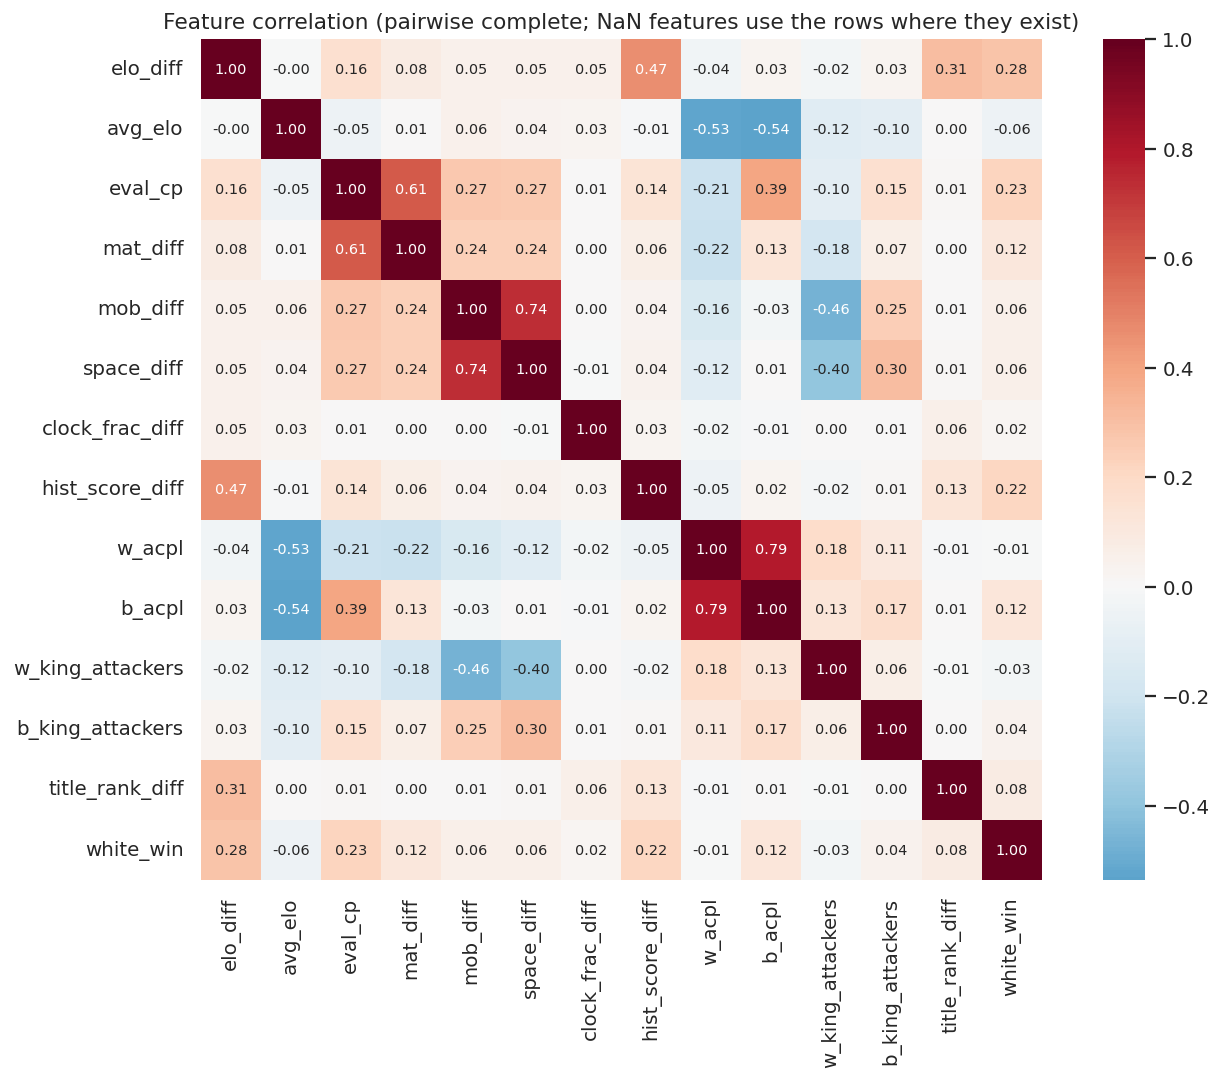 Feature correlation (pairwise complete; NaN features use the rows where they exist)
elo_diff 1.00 -0.00 0.16 0.08 0.05 0.05 0.05 0.47 -0.04 0.03 -0.02 0.03 0.31 0.28
avg_elo -0.00 1.00 -0.05 0.01 0.06 0.04 0.03 -0.01 -0.53 -0.54 -0.12 -0.10 0.00 -0.06
eval_cp 0.16 -0.05 1.00 0.61 0.27 0.27 0.01 0.14 -0.21 0.39 -0.10 0.15 0.01 0.23
mat_diff 0.08 0.01 0.61 1.00 0.24 0.24 0.00 0.06 -0.22 0.13 -0.18 0.07 0.00 0.12
mob_diff 0.05 0.06 0.27 0.24 1.00 0.74 0.00 0.04 -0.16 -0.03 -0.46 0.25 0.01 0.06
space_diff 0.05 0.04 0.27 0.24 0.74 1.00 -0.01 0.04 -0.12 0.01 -0.40 0.30 0.01 0.06
clock_frac_diff 0.05 0.03 0.01 0.00 0.00 -0.01 1.00 0.03 -0.02 -0.01 0.00 0.01 0.06 0.02
hist_score_diff 0.47 -0.01 0.14 0.06 0.04 0.04 0.03 1.00 -0.05 0.02 -0.02 0.01 0.13 0.22
w_acpl -0.04 -0.53 -0.21 -0.22 -0.16 -0.12 -0.02 -0.05 1.00 0.79 0.18 0.11 -0.01 -0.01
b_acpl 0.03 -0.54 0.39 0.13 -0.03 0.01 -0.01 0.02 0.79 1.00 0.13 0.17 0.01 0.12
w_king_attackers -0.02 -0.12 -0.10 -0.18 -0.46 -0.40 0.00 -0.02 0.18 0.13 1.00 0.06 -0.01 -0.03
b_king_attackers 0.03 -0.10 0.15 0.07 0.25 0.30 0.01 0.01 0.11 0.17 0.06 1.00 0.00 0.04
title_rank_diff 0.31 0.00 0.01 0.00 0.01 0.01 0.06 0.13 -0.01 0.01 -0.01 0.00 1.00 0.08
white_win 0.28 -0.06 0.23 0.12 0.06 0.06 0.02 0.22 -0.01 0.12 -0.03 0.04 0.08 1.00
elo_diff
avg_elo
eval_cp
mat_diff
mob_diff
space_diff
clock_frac_diff
hist_score_diff
w_acpl
b_acpl
w_king_attackers
b_king_attackers
title_rank_diff
white_win
1.0
0.8
0.6
0.4
0.2
0.0
−0.2
−0.4